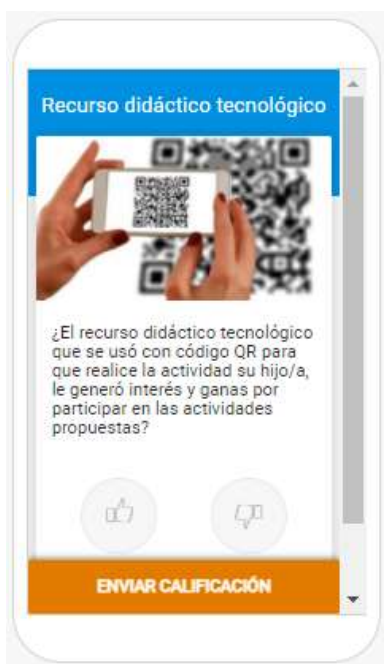 Recurso didáctico tecnológico
¿El recurso didáctico tecnológico
que se usó con código QR para
que realice la actividad su hijo/a,
le generó interés y ganas por
participar en las actividades
propuestas?
ENVIAR CALIFICACIÓN